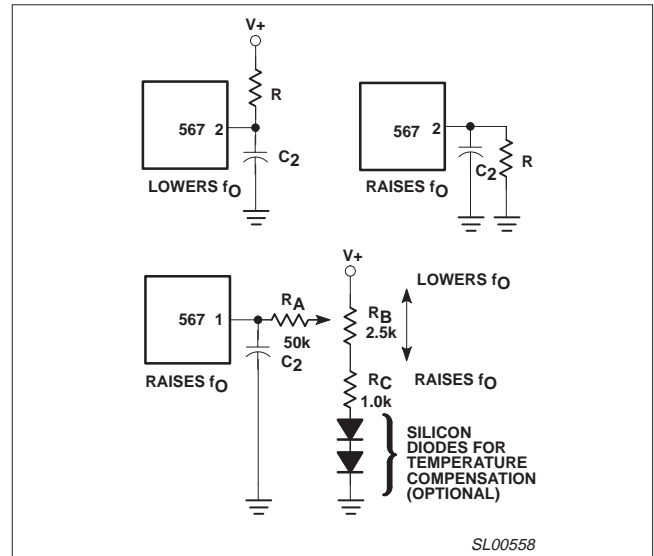 V+
R
567 2
C2
LOWERS fO
567 2
C2
R
RAISES fO
V+
LOWERS fO
RA
50k
RB
2.5k
567 1
C2
RAISES fO
RC
1.0k
RAISES fO
SILICON
DIODES FOR
TEMPERATURE
COMPENSATION
(OPTIONAL)
SL00558